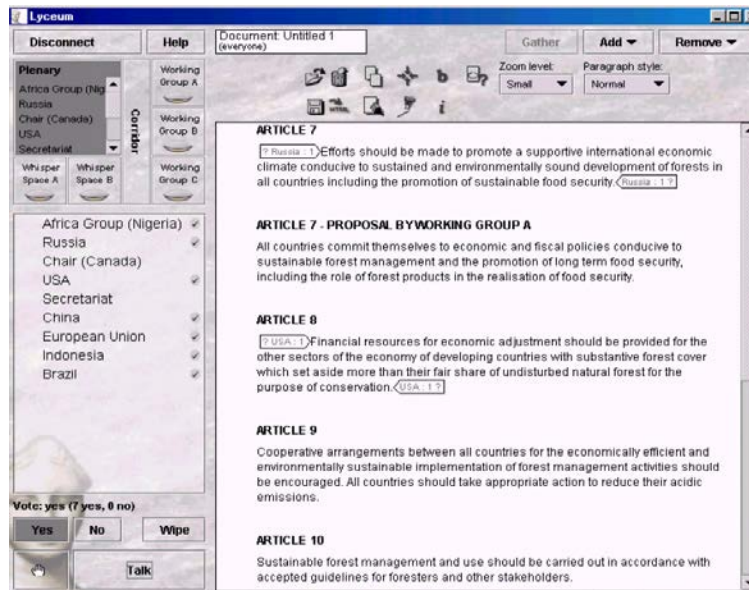 Lyceum
Disconnect
Help
Document: Untitled 1
(everyone)
Gather
Add
Remove
Plenary
Africa Group (Nig
Russia
Chair (Canada)
USA
Secretariat
Corridor
Working
Group A
Working
Group B
Working
Group C
Whisper
Space A
Whisper
Space B
b
?
HTML
i
Zoom level:
Small
Paragraph style:
Normal
Africa Group (Nigeria)
Russia
Chair (Canada)
USA
Secretariat
China
European Union
Indonesia
Brazil
Vote: yes (7 yes, 0 no)
Yes
No
Wipe
Talk
ARTICLE 7
? Russia : 1 Efforts should be made to promote a supportive international economic
climate conducive to sustained and environmentally sound development of forests in
all countries including the promotion of sustainable food security. Russia : 1 ?
ARTICLE 7 - PROPOSAL BY WORKING GROUP A
All countries commit themselves to economic and fiscal policies conducive to
sustainable forest management and the promotion of long term food security,
including the role of forest products in the realisation of food security.
ARTICLE 8
? USA : 1 Financial resources for economic adjustment should be provided for the
other sectors of the economy of developing countries with substantive forest cover
which set aside more than their fair share of undisturbed natural forest for the
purpose of conservation. USA : 1 ?
ARTICLE 9
Cooperative arrangements between all countries for the economically efficient and
environmentally sustainable implementation of forest management activities should
be encouraged. All countries should take appropriate action to reduce their acidic
emissions.
ARTICLE 10
Sustainable forest management and use should be carried out in accordance with
accepted guidelines for foresters and other stakeholders.